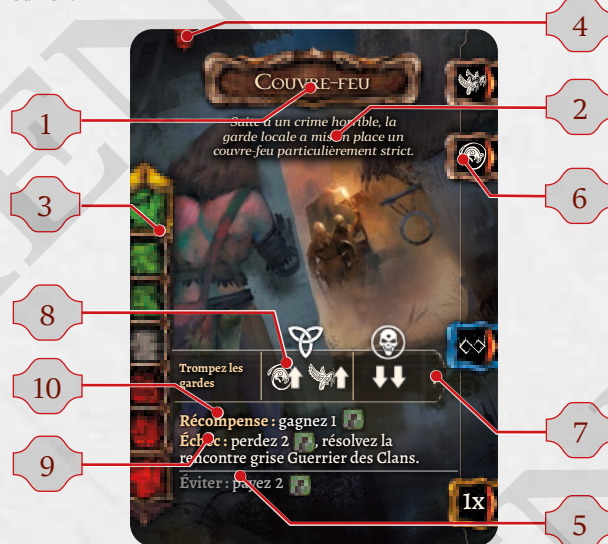 4
COUVRE-FEU
1
2
Suite à un crime horrible, la
garde locale a mis en place un
couvre-feu particulièrement strict.
3
6
8
Trompez les
gardes
10
Récompense : gagnez 1
Échec : perdez 2 , résolvez la
rencontre grise Guerrier des Clans.
7
9
Éviter : payez 2
1x
5